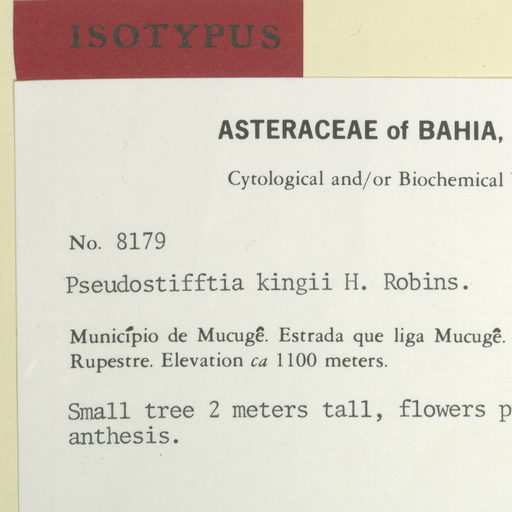 ISOTYPUS
ASTERACEAE of BAHIA,
Cytological and/or Biochemical
No. 8179
Pseudostifftia kingii H. Robins.
Município de Mucugê. Estrada que liga Mucugê.
Rupestre. Elevation ca 1100 meters.
Small tree 2 meters tall, flowers p
anthesis.